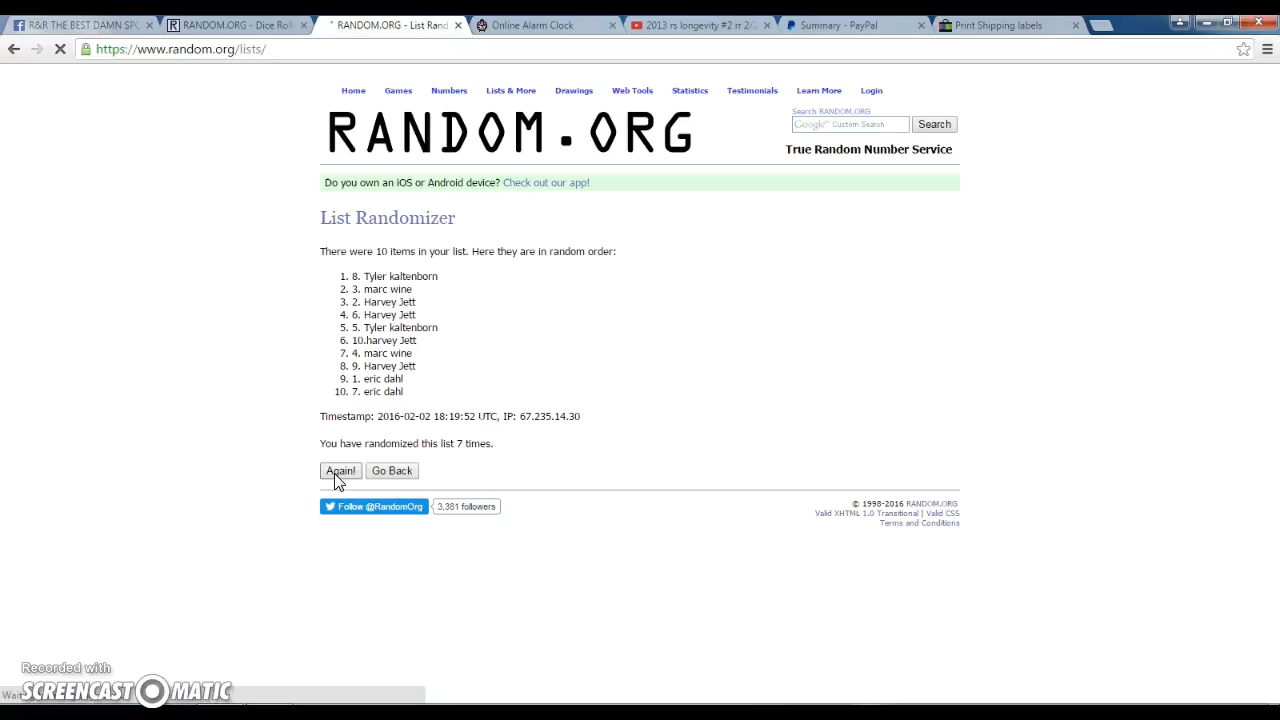 R&R THE BEST DAMN SPO
RANDOM.ORG - Dice Roll
* RANDOM.ORG - List Rand
Online Alarm Clock
2013 rs longevity #2 rr 2/
Summary - PayPal
Print Shipping labels
https://www.random.org/lists/
Home Games Numbers Lists & More Drawings Web Tools Statistics Testimonials Learn More Login
RANDOM.ORG
Search RANDOM.ORG
Google™ Custom Search
Search
True Random Number Service
Do you own an iOS or Android device? Check out our app!
List Randomizer
There were 10 items in your list. Here they are in random order:
1. 8. Tyler kaltenborn
2. 3. marc wine
3. 2. Harvey Jett
4. 6. Harvey Jett
5. 5. Tyler kaltenborn
6. 10.harvey Jett
7. 4. marc wine
8. 9. Harvey Jett
9. 1. eric dahl
10. 7. eric dahl
Timestamp: 2016-02-02 18:19:52 UTC, IP: 67.235.14.30
You have randomized this list 7 times.
Again! Go Back
Follow @RandomOrg 3,381 followers
© 1998-2016 RANDOM.ORG
Valid XHTML 1.0 Transitional | Valid CSS
Terms and Conditions
Recorded with
SCREENCAST MATIC